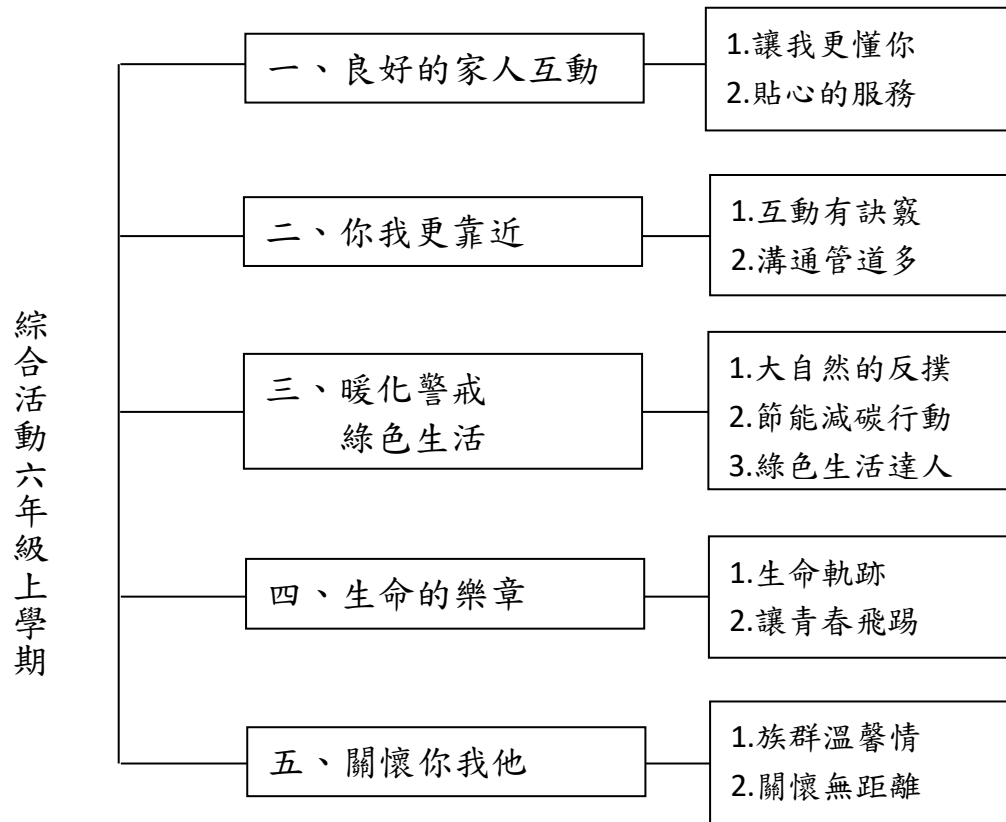 綜合活動六年級上學期
一、良好的家人互動
1.讓我更懂你
2.貼心的服務
二、你我更靠近
1.互動有訣竅
2.溝通管道多
三、暖化警戒
綠色生活
1.大自然的反撲
2.節能減碳行動
3.綠色生活達人
四、生命的樂章
1.生命軌跡
2.讓青春飛踢
五、關懷你我他
1.族群溫馨情
2.關懷無距離